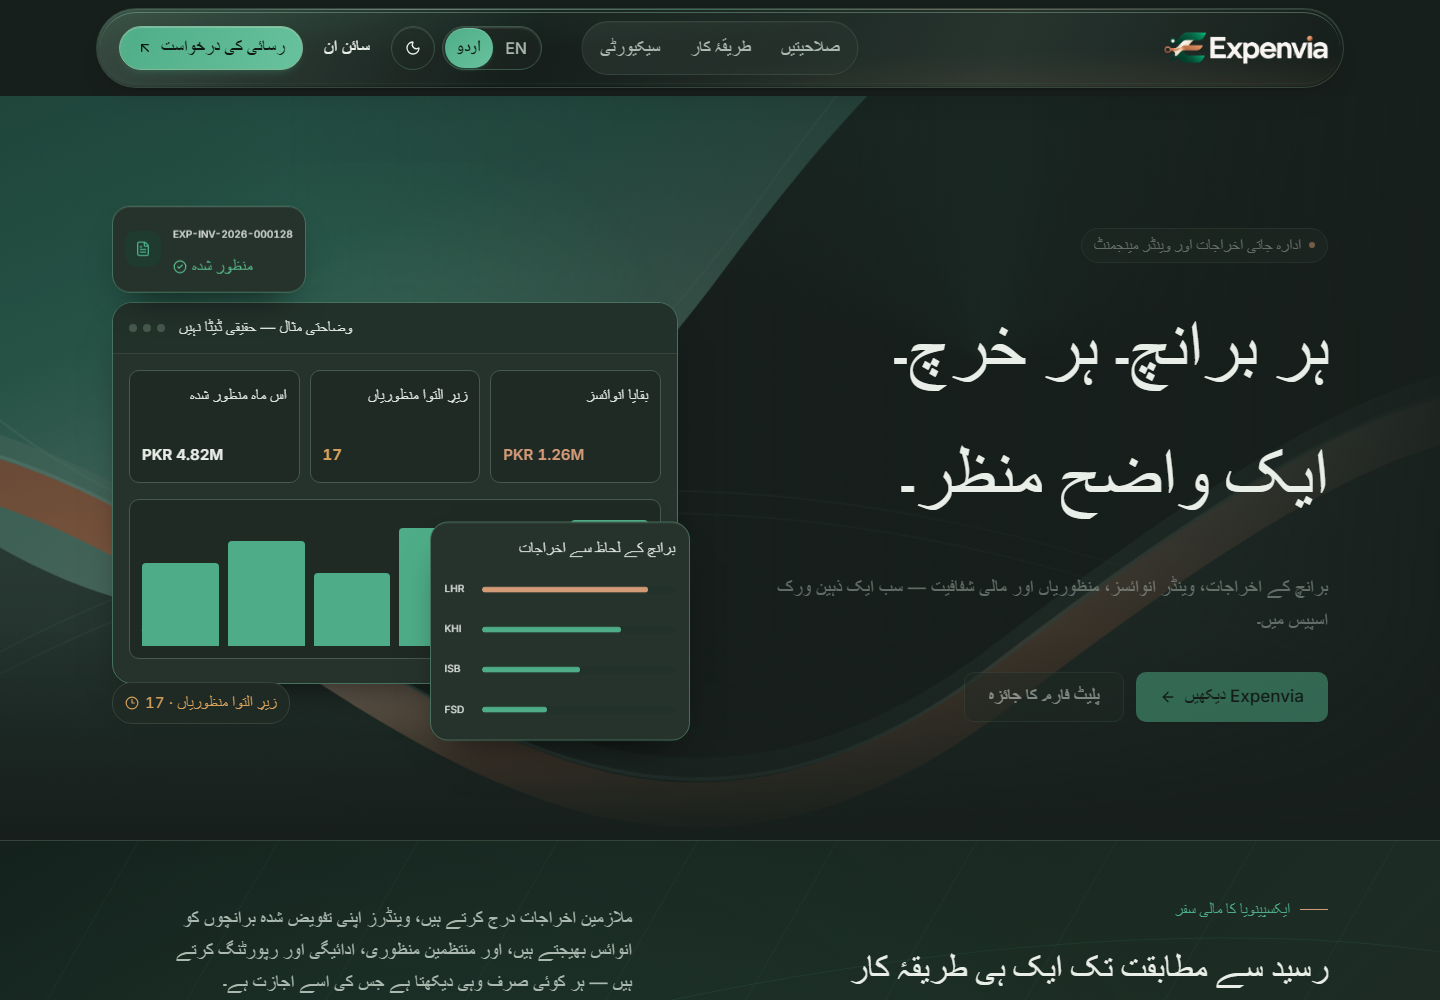 Expenvia
صلاحیتیں
طریقۂ کار
سیکیورٹی
EN
اردو
سائن ان
رسائی کی درخواست
ادارہ جاتی اخراجات اور وینڈر مینجمنٹ
ہر برانچ۔ ہر خرچ۔
ایک واضح منظر۔
برانچ کے اخراجات، وینڈر انوائسز، منظوریاں اور مالی شفافیت — سب ایک ذہین ورک
اسپیس میں۔
Expenvia دیکھیں
پلیٹ فارم کا جائزہ
EXP-INV-2026-000128
منظور شدہ
وضاحتی مثال — حقیقی ڈیٹا نہیں
بقایا انوائسز
PKR 1.26M
زیرِ التوا منظوریاں
17
اس ماہ منظور شدہ
PKR 4.82M
برانچ کے لحاظ سے اخراجات
LHR
KHI
ISB
FSD
زیرِ التوا منظوریاں · 17
ایکسپینویا کا مالی سفر
رسید سے مطابقت تک ایک ہی طریقۂ کار
ملازمین اخراجات درج کرتے ہیں، وینڈرز اپنی تفویض شدہ برانچوں کو
انوائس بھیجتے ہیں، اور منتظمین منظوری، ادائیگی اور رپورٹنگ کرتے
ہیں — ہر کوئی صرف وہی دیکھتا ہے جس کی اسے اجازت ہے۔